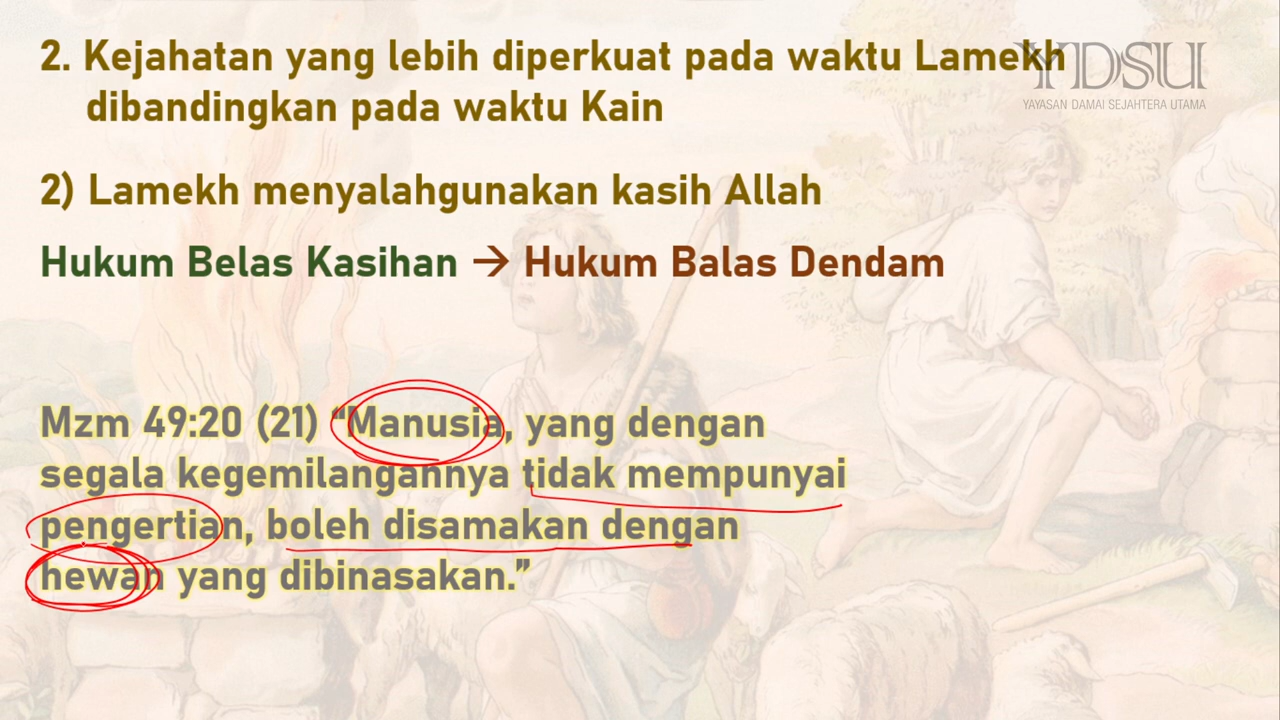 2. Kejahatan yang lebih diperkuat pada waktu Lamekh
dibandingkan pada waktu Kain
YDSU
YAYASAN DAMAI SEJAHTERA UTAMA
2) Lamekh menyalahgunakan kasih Allah
Hukum Belas Kasihan → Hukum Balas Dendam
Mzm 49:20 (21) “Manusia, yang dengan
segala kegemilangannya tidak mempunyai
pengertian, boleh disamakan dengan
hewan yang dibinasakan.”